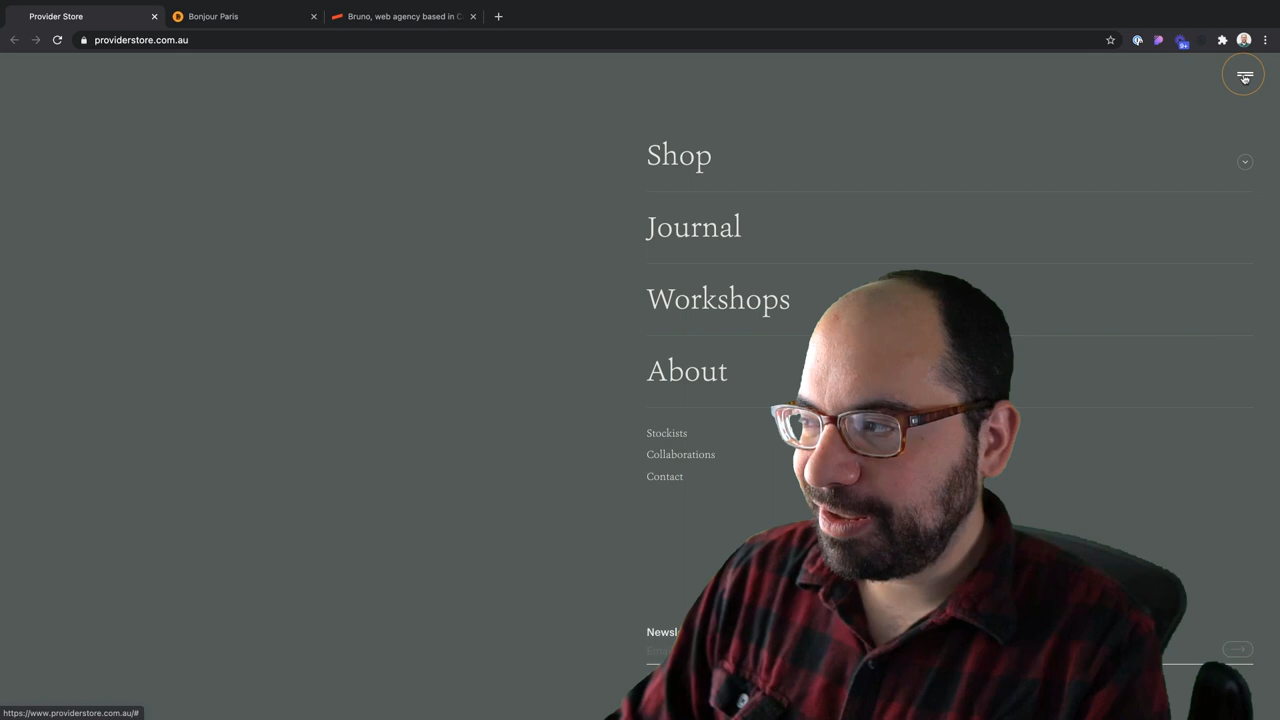 Provider Store
Bonjour Paris
Bruno, web agency based in
providerstore.com.au
9+
Shop
Journal
Workshops
About
Stockists
Collaborations
Contact
https://www.providerstore.com.au/#